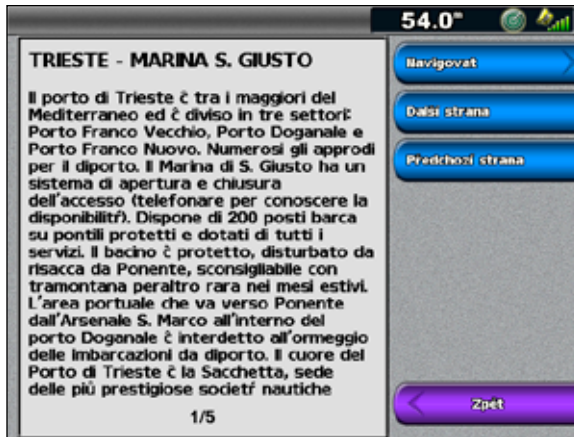 54.0m
TRIESTE - MARINA S. GIUSTO
Il porto di Trieste č tra i maggiori del
Mediterraneo ed č diviso in tre settori:
Porto Franco Vecchio, Porto Doganale e
Porto Franco Nuovo. Numerosi gli approdi
per il diporto. Il Marina di S. Giusto ha un
sistema di apertura e chiusura
dell'accesso (telefonare per conoscere la
disponibilitŕ). Dispone di 200 posti barca
su pontili protetti e dotati di tutti i
servizi. Il bacino č protetto, disturbato da
risacca da Ponente, sconsigliabile con
tramontana peraltro rara nei mesi estivi.
L'area portuale che va verso Ponente
dall'Arsenale S. Marco all'interno del
porto Doganale č interdetto all'ormeggio
delle imbarcazioni da diporto. Il cuore del
Porto di Trieste č la Sacchetta, sede
delle piů prestigiose societŕ nautiche
1/5
Navigovat
Další strana
Předchozí strana
Zpět